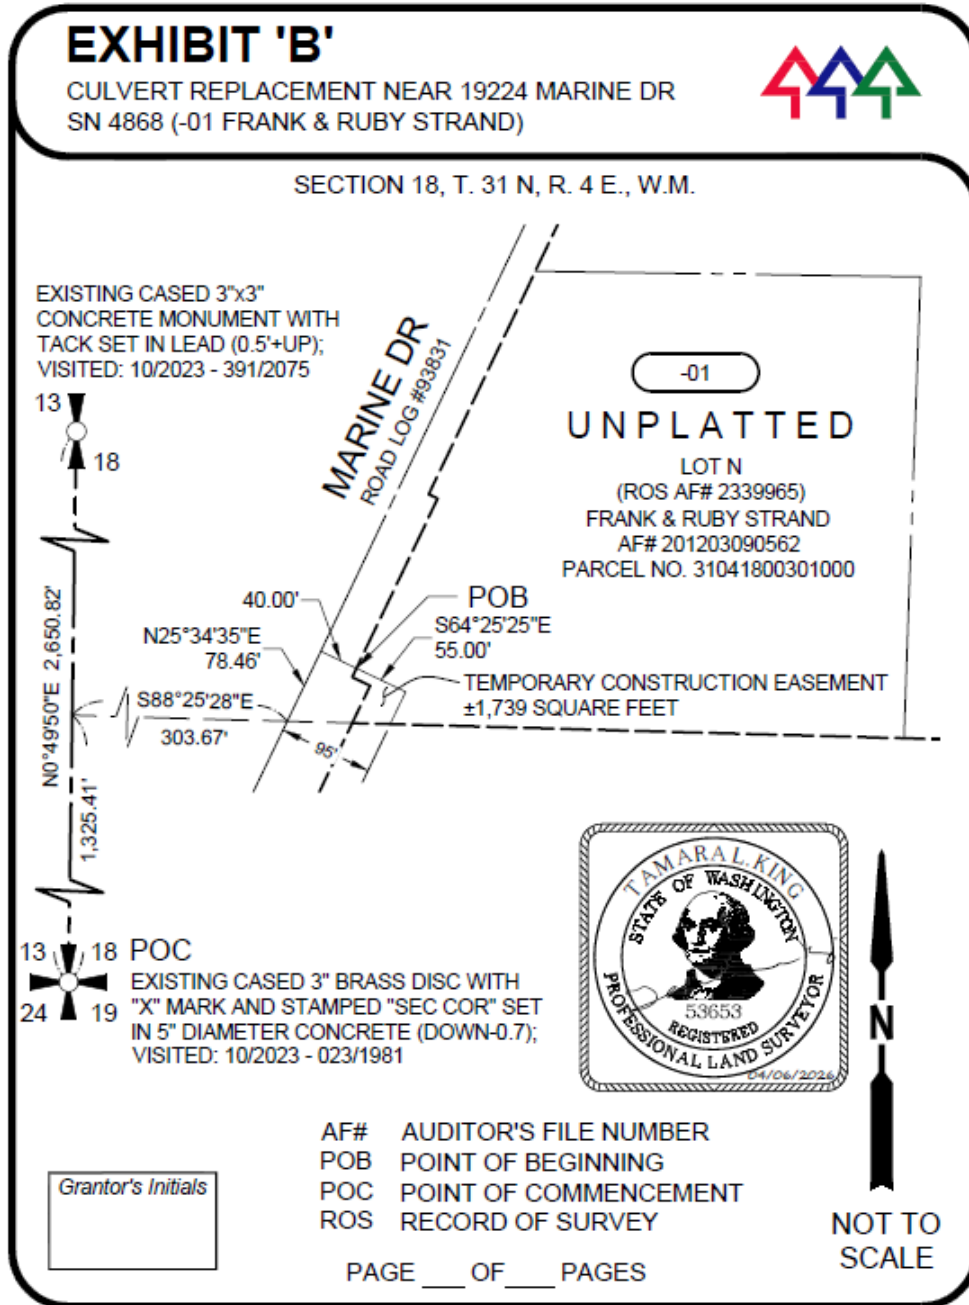 EXHIBIT 'B'
CULVERT REPLACEMENT NEAR 19224 MARINE DR
SN 4868 (-01 FRANK & RUBY STRAND)
SECTION 18, T. 31 N, R. 4 E., W.M.
EXISTING CASED 3"x3"
CONCRETE MONUMENT WITH
TACK SET IN LEAD (0.5'+UP);
VISITED: 10/2023 - 391/2075
13
18
MARINE DR
ROAD LOG #93831
-01
UNPLATTED
LOT N
(ROS AF# 2339965)
FRANK & RUBY STRAND
AF# 201203090562
PARCEL NO. 31041800301000
40.00'
POB
S64°25'25"E
55.00'
N25°34'35"E
78.46'
TEMPORARY CONSTRUCTION EASEMENT
±1,739 SQUARE FEET
S88°25'28"E
303.67'
95'
N0°49'50"E 2,650.82'
1,325.41'
13 18 POC
24 19
EXISTING CASED 3" BRASS DISC WITH
"X" MARK AND STAMPED "SEC COR" SET
IN 5" DIAMETER CONCRETE (DOWN-0.7);
VISITED: 10/2023 - 023/1981
TAMARA L. KING
STATE OF WASHINGTON
53653
REGISTERED
PROFESSIONAL LAND SURVEYOR
04/06/2026
N
AF# AUDITOR'S FILE NUMBER
POB POINT OF BEGINNING
POC POINT OF COMMENCEMENT
ROS RECORD OF SURVEY
Grantor's Initials
NOT TO
SCALE
PAGE ___ OF ___ PAGES